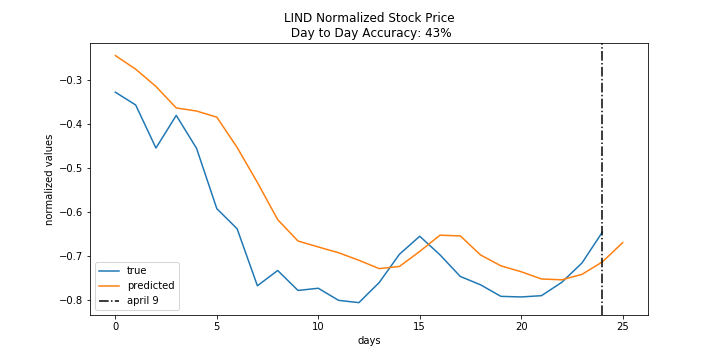 LIND Normalized Stock Price
Day to Day Accuracy: 43%
normalized values
−0.3
−0.4
−0.5
−0.6
−0.7
−0.8
true
predicted
april 9
0 5 10 15 20 25
days